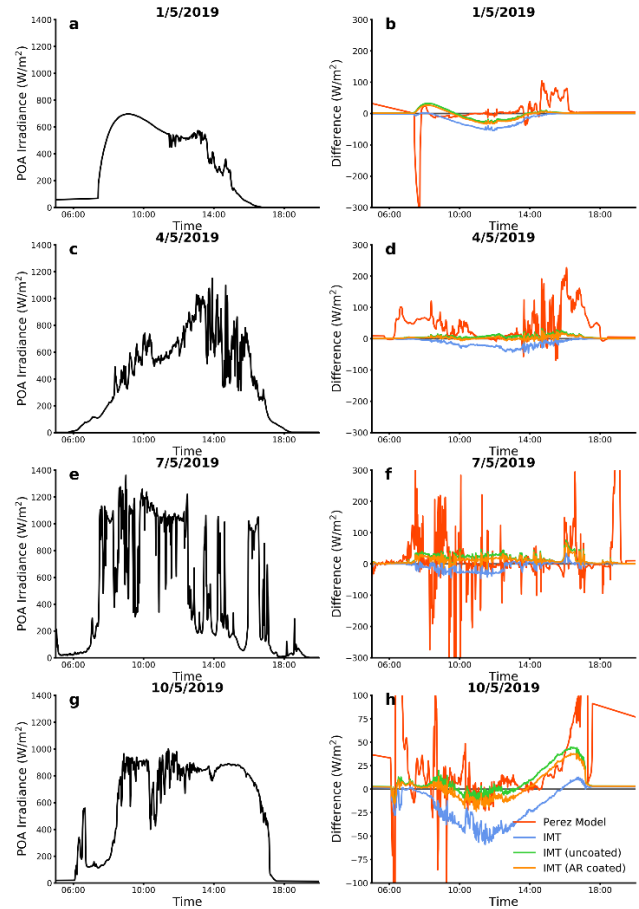 1/5/2019
a
1400
1200
1000
800
600
400
200
0
POA Irradiance (W/m²)
06:00 10:00 14:00 18:00
Time
1/5/2019
b
300
200
100
0
−100
−200
−300
Difference (W/m²)
06:00 10:00 14:00 18:00
Time
4/5/2019
c
1400
1200
1000
800
600
400
200
0
POA Irradiance (W/m²)
06:00 10:00 14:00 18:00
Time
4/5/2019
d
300
200
100
0
−100
−200
−300
Difference (W/m²)
06:00 10:00 14:00 18:00
Time
7/5/2019
e
1400
1200
1000
800
600
400
200
0
POA Irradiance (W/m²)
06:00 10:00 14:00 18:00
Time
7/5/2019
f
300
200
100
0
−100
−200
−300
Difference (W/m²)
06:00 10:00 14:00 18:00
Time
10/5/2019
g
1400
1200
1000
800
600
400
200
0
POA Irradiance (W/m²)
06:00 10:00 14:00 18:00
Time
10/5/2019
h
100
75
50
25
0
−25
−50
−75
−100
Difference (W/m²)
Perez Model
IMT
IMT (uncoated)
IMT (AR coated)
06:00 10:00 14:00 18:00
Time